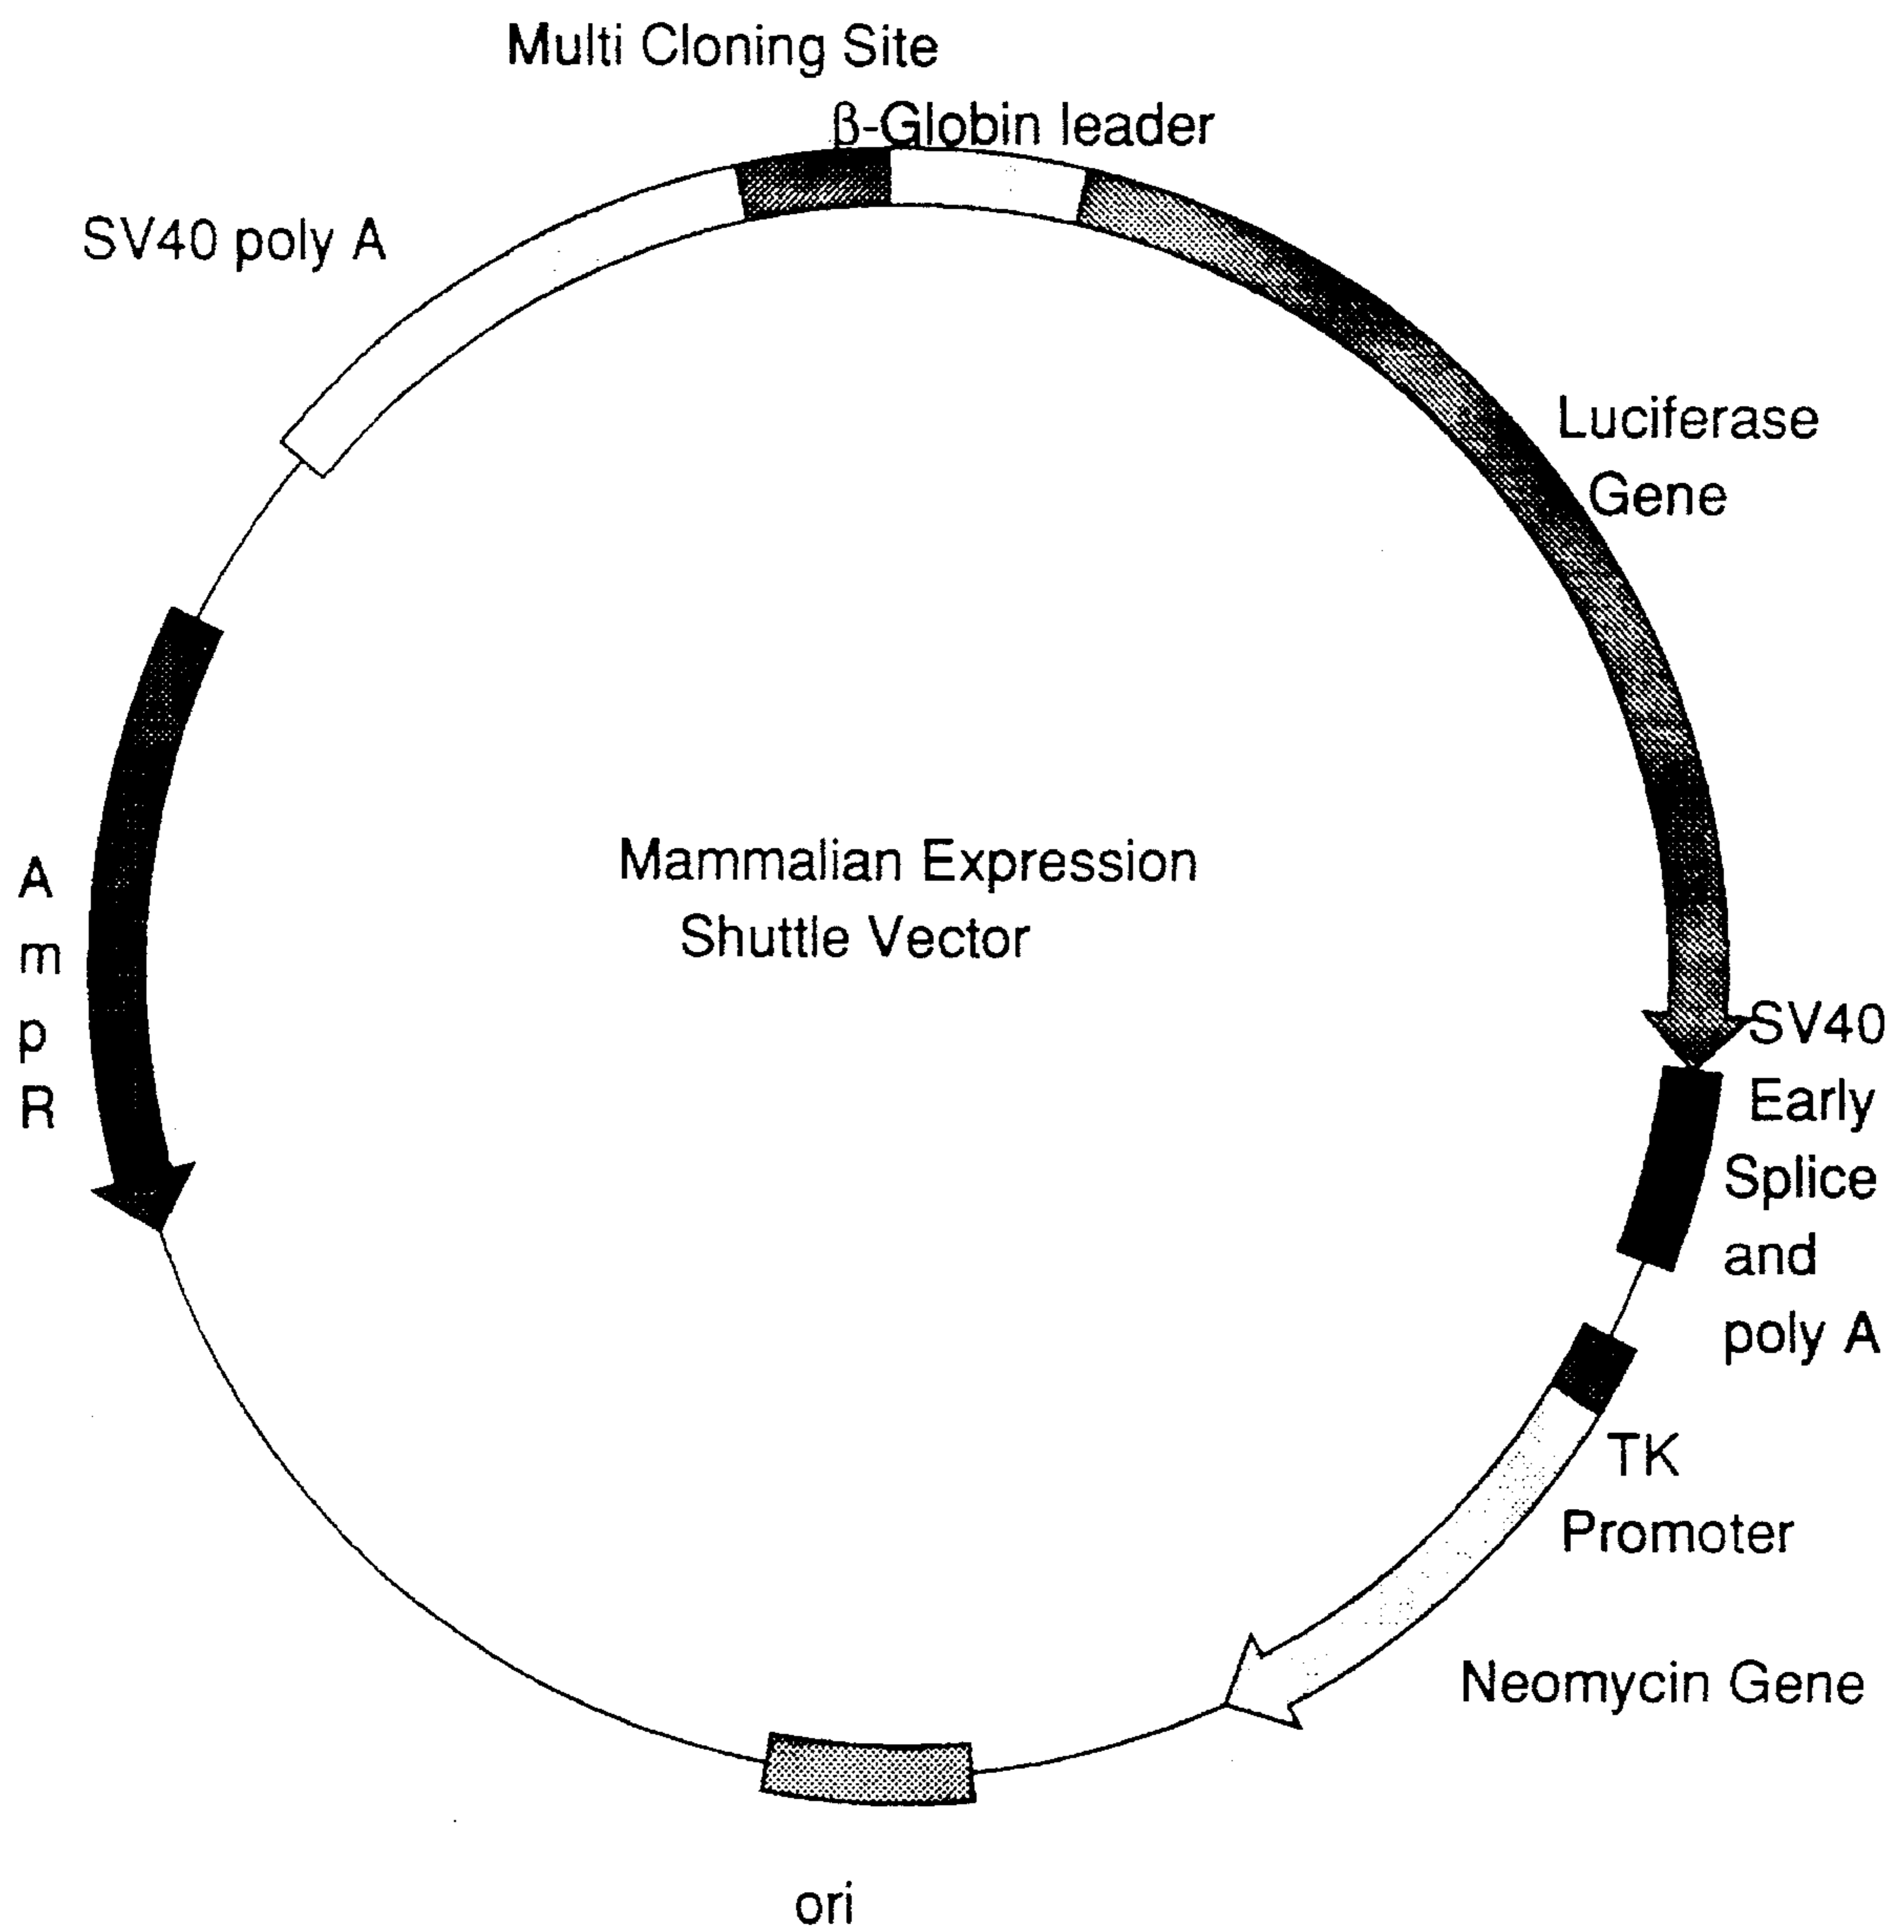 Multi Cloning Site
β-Globin leader
SV40 poly A
Luciferase
Gene
Mammalian Expression
Shuttle Vector
A
m
p
R
SV40
Early
Splice
and
poly A
TK
Promoter
Neomycin Gene
ori